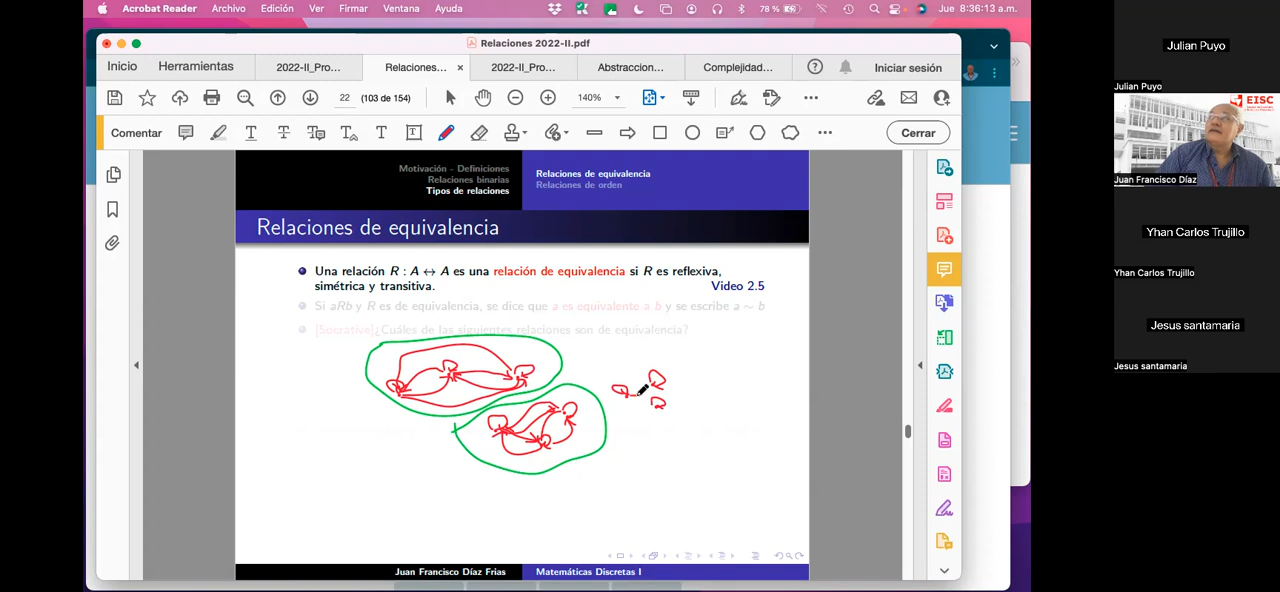 Acrobat Reader Archivo Edición Ver Firmar Ventana Ayuda 78 % Jue 8:36:13 a.m.
Relaciones 2022-II.pdf
Inicio Herramientas 2022-II_Pro... Relaciones... × 2022-II_Pro... Abstraccion... Complejidad... Iniciar sesión
22 (103 de 154) 140%
Comentar Cerrar
Motivación - Definiciones
Relaciones binarias
Tipos de relaciones
Relaciones de equivalencia
Relaciones de orden
Relaciones de equivalencia
Una relación R : A ↔ A es una relación de equivalencia si R es reflexiva,
simétrica y transitiva. Video 2.5
Si aRb y R es de equivalencia, se dice que a es equivalente a b y se escribe a ∼ b
[Socrative]¿Cuáles de las siguientes relaciones son de equivalencia?
Juan Francisco Díaz Frias Matemáticas Discretas I
Julian Puyo
Julian Puyo
EISC
Juan Francisco Díaz
Yhan Carlos Trujillo
Yhan Carlos Trujillo
Jesus santamaria
Jesus santamaria